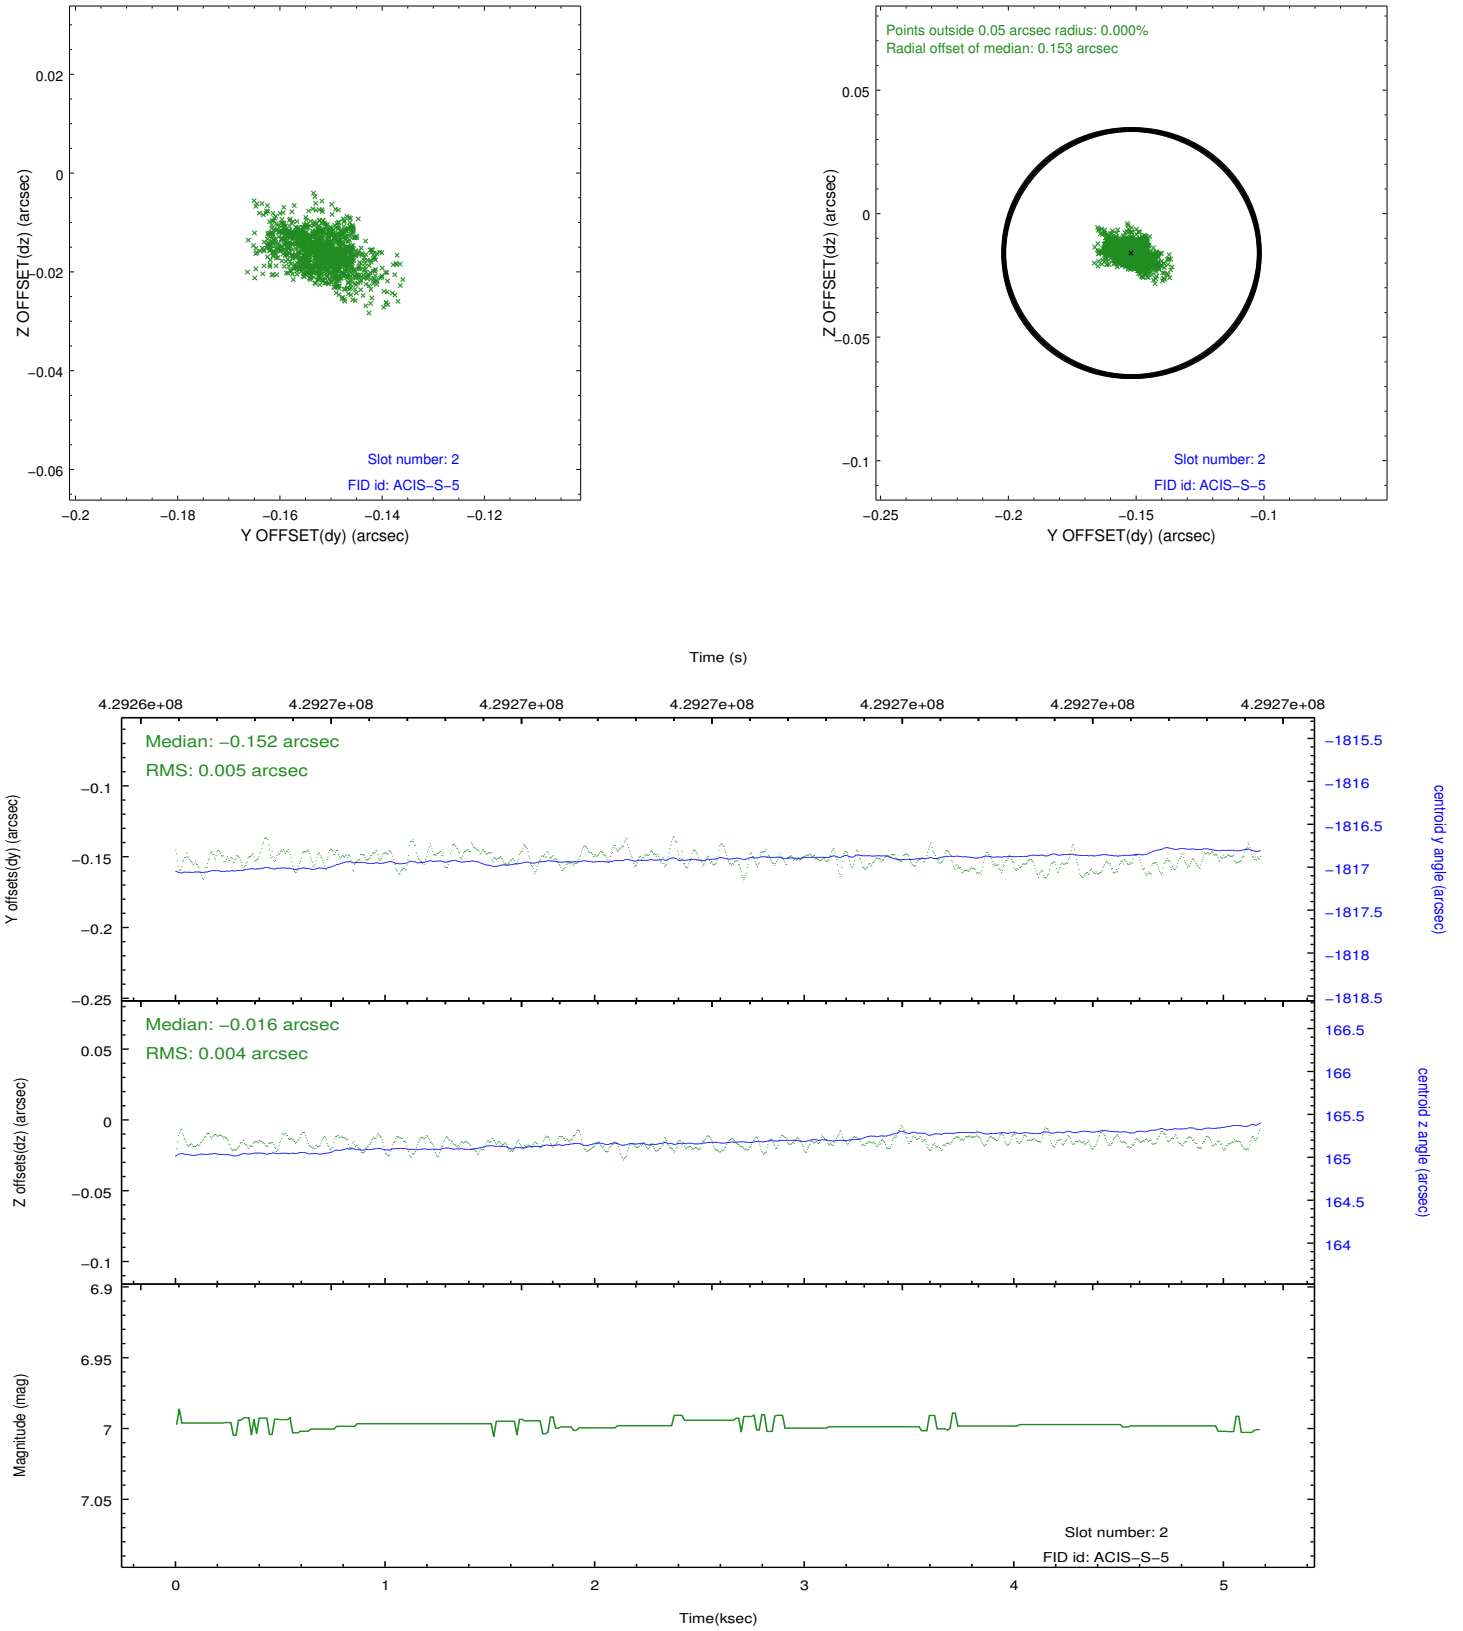 0.02
0
−0.02
−0.04
−0.06
Z OFFSET(dz) (arcsec)
Slot number: 2
FID id: ACIS−S−5
−0.2
−0.18
−0.16
−0.14
−0.12
Y OFFSET(dy) (arcsec)
Points outside 0.05 arcsec radius: 0.000%
Radial offset of median: 0.153 arcsec
0.05
0
−0.05
−0.1
Z OFFSET(dz) (arcsec)
Slot number: 2
FID id: ACIS−S−5
−0.25
−0.2
−0.15
−0.1
Y OFFSET(dy) (arcsec)
Time (s)
4.2926e+08
4.2927e+08
4.2927e+08
4.2927e+08
4.2927e+08
4.2927e+08
4.2927e+08
Median: −0.152 arcsec
RMS: 0.005 arcsec
−0.1
−0.15
−0.2
−0.25
Y offsets(dy) (arcsec)
−1815.5
−1816
−1816.5
−1817
−1817.5
−1818
−1818.5
centroid y angle (arcsec)
Median: −0.016 arcsec
RMS: 0.004 arcsec
0.05
0
−0.05
−0.1
Z offsets(dz) (arcsec)
166.5
166
165.5
165
164.5
164
centroid z angle (arcsec)
6.9
6.95
7
7.05
Magnitude (mag)
Slot number: 2
FID id: ACIS−S−5
0
1
2
3
4
5
Time(ksec)